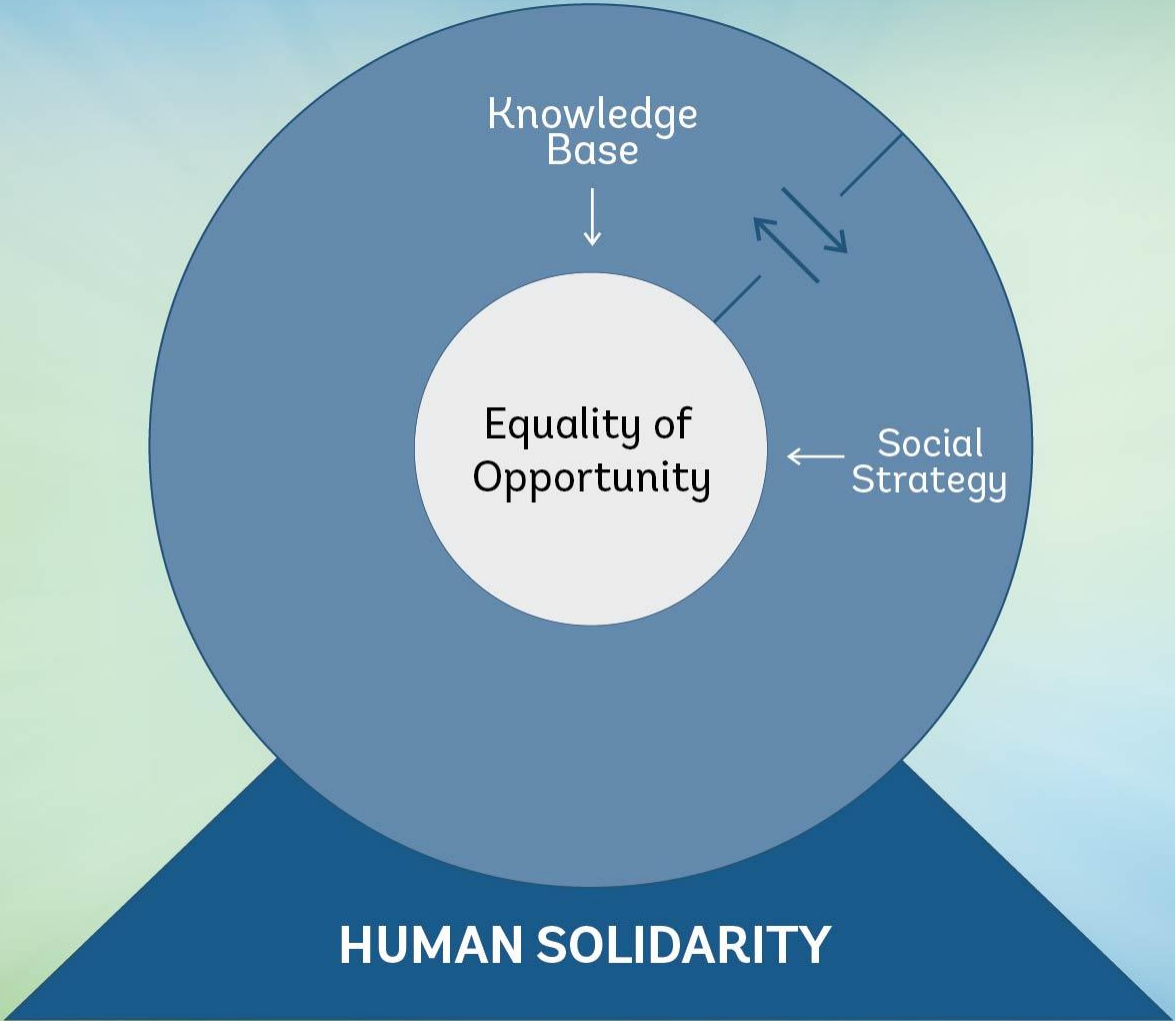 Knowledge
Base
Equality of
Opportunity
Social
Strategy
HUMAN SOLIDARITY